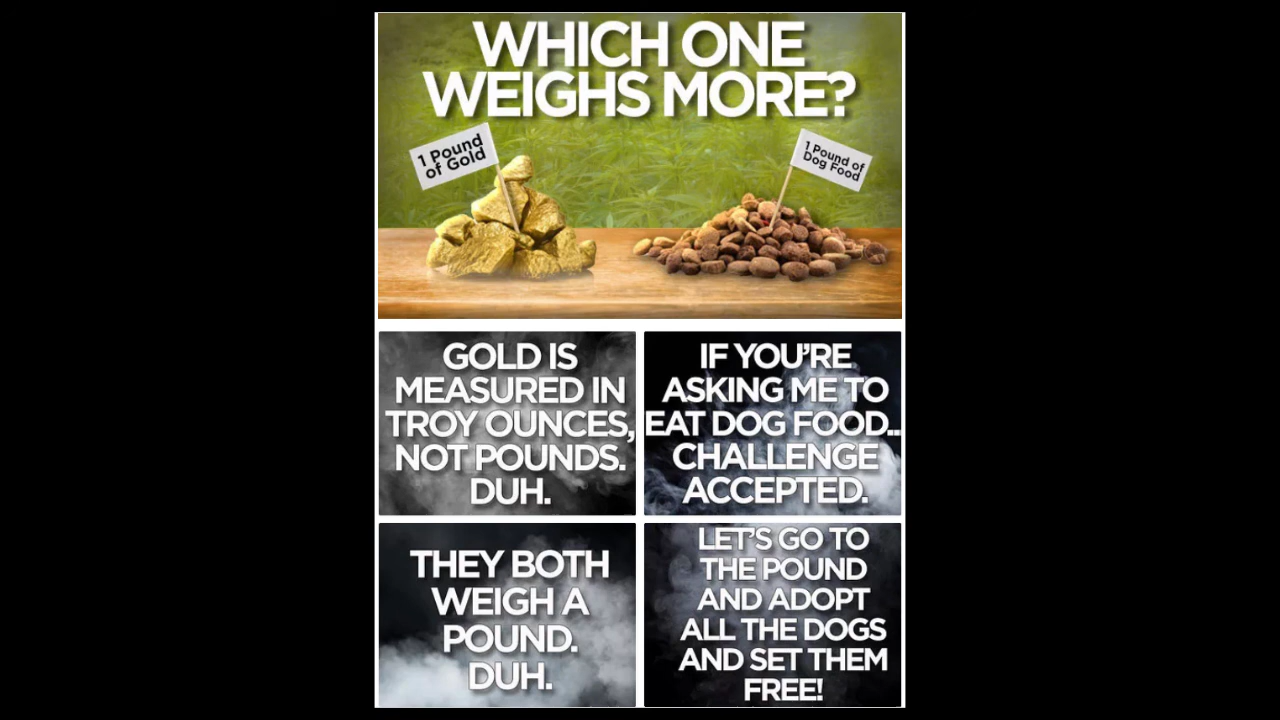 WHICH ONE
WEIGHS MORE?
1 Pound
of Gold
1 Pound of
Dog Food
GOLD IS
MEASURED IN
TROY OUNCES,
NOT POUNDS.
DUH.
IF YOU'RE
ASKING ME TO
EAT DOG FOOD..
CHALLENGE
ACCEPTED.
THEY BOTH
WEIGH A
POUND.
DUH.
LET'S GO TO
THE POUND
AND ADOPT
ALL THE DOGS
AND SET THEM
FREE!